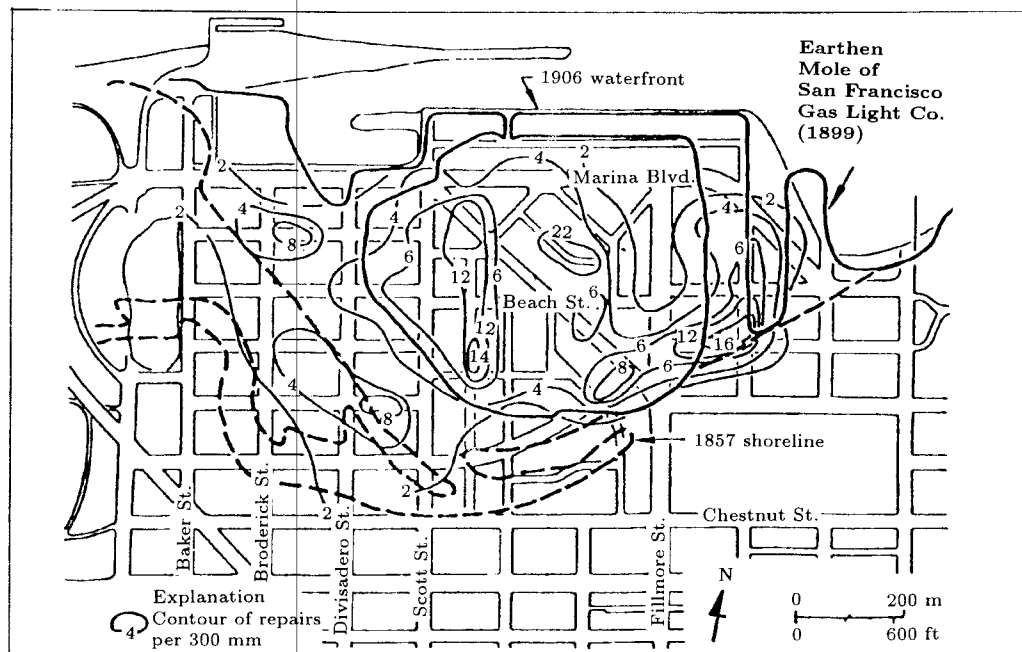 Earthen
Mole of
San Francisco
Gas Light Co.
(1899)
1906 waterfront
2
4
2
Marina Blvd.
2
4
4
2
4
2
8
22
6
6
12
6
6
Beach St.
12
14
12
16
6
8
6
4
4
8
1857 shoreline
2
2
Chestnut St.
Baker St.
Broderick St.
Divisadero St.
Scott St.
Fillmore St.
N
Explanation
Contour of repairs
per 300 mm
4
0 200 m
0 600 ft